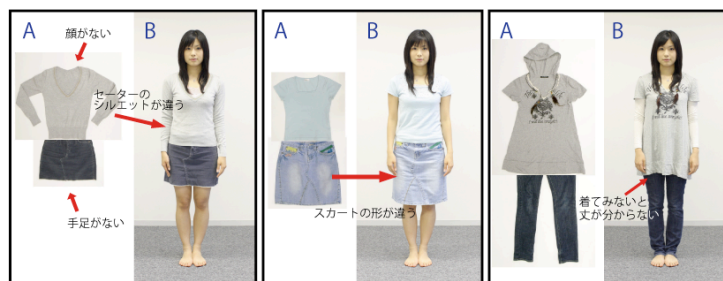 A
B
顔がない
セーターの
シルエットが違う
手足がない
A
B
スカートの形が違う
A
B
着てみないと
丈が分からない